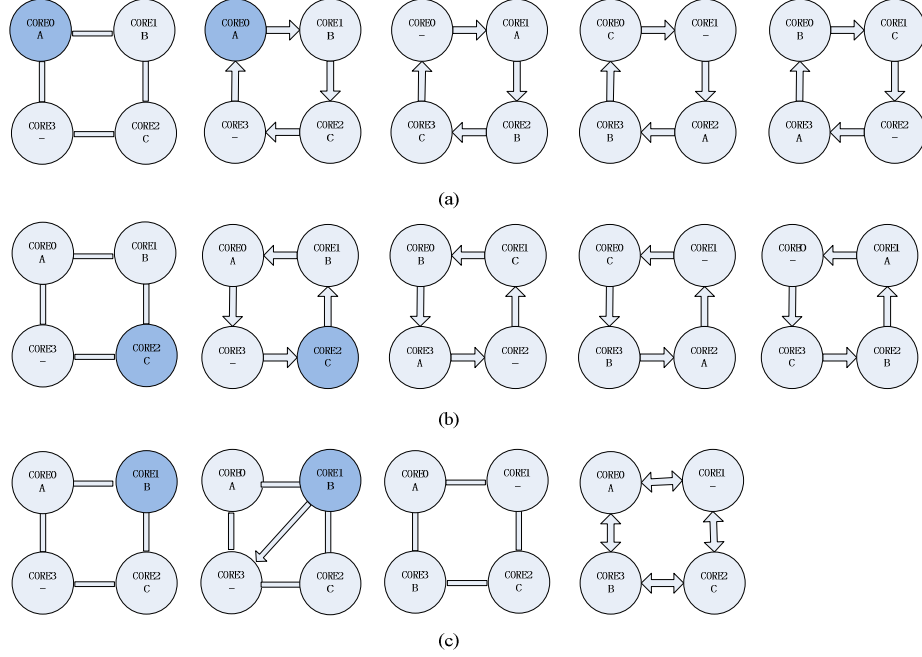 CORE0 CORE1 CORE0 CORE1 CORE0 CORE1 CORE0 CORE1 CORE0 CORE1
A B A B - A C - B C
CORE3 CORE2 CORE3 CORE2 CORE3 CORE2 CORE3 CORE2 CORE3 CORE2
- C - C C B B A A -
(a)
CORE0 CORE1 CORE0 CORE1 CORE0 CORE1 CORE0 CORE1 CORE0 CORE1
A B A B B C C - - A
CORE3 CORE2 CORE3 CORE2 CORE3 CORE2 CORE3 CORE2 CORE3 CORE2
- C - C A - B A C B
(b)
CORE0 CORE1 CORE0 CORE1 CORE0 CORE1 CORE0 CORE1
A B A B A - A -
CORE3 CORE2 CORE3 CORE2 CORE3 CORE2 CORE3 CORE2
- C - C B C B C
(c)